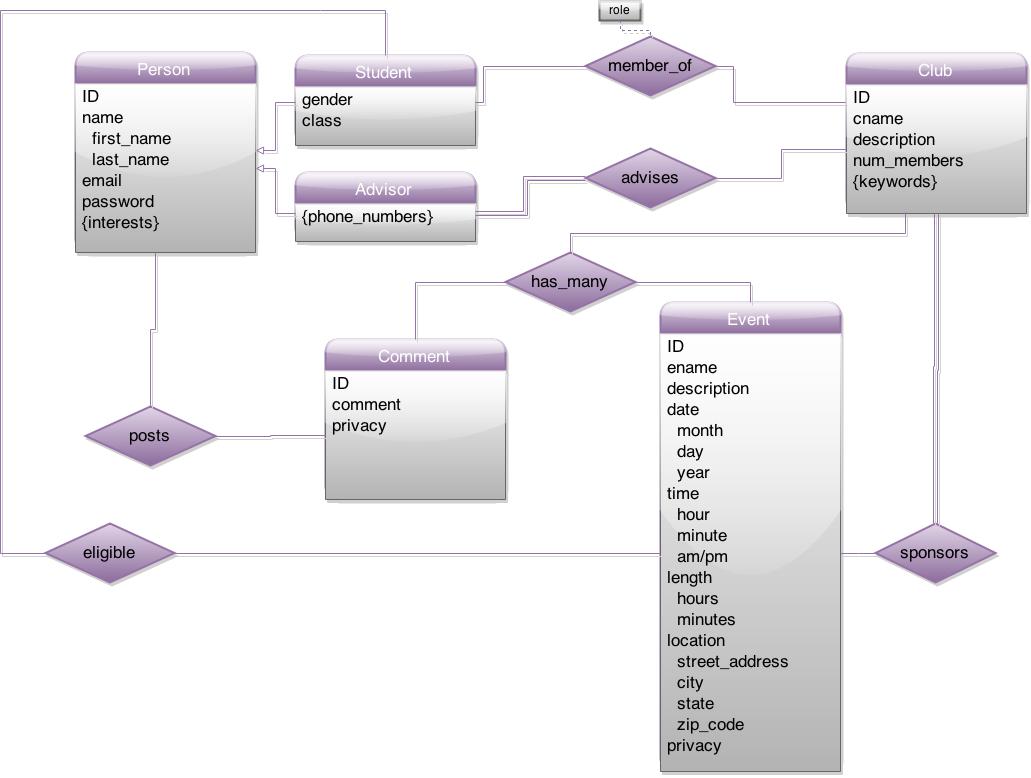 role
Person
ID
name
first_name
last_name
email
password
{interests}
Student
gender
class
member_of
Club
ID
cname
description
num_members
{keywords}
Advisor
{phone_numbers}
advises
has_many
Comment
ID
comment
privacy
Event
ID
ename
description
date
month
day
year
time
hour
minute
am/pm
length
hours
minutes
location
street_address
city
state
zip_code
privacy
posts
eligible
sponsors